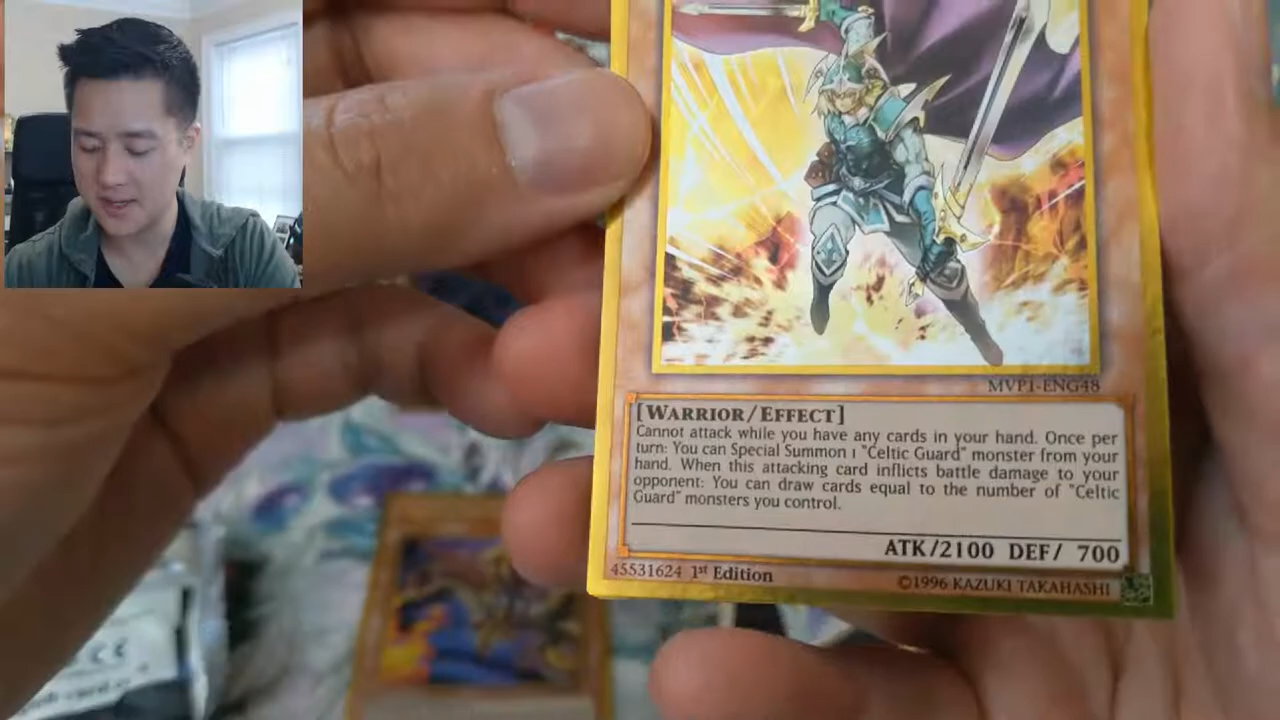 MVP1-ENG48
[WARRIOR/EFFECT]
Cannot attack while you have any cards in your hand. Once per
turn: You can Special Summon 1 "Celtic Guard" monster from your
hand. When this attacking card inflicts battle damage to your
opponent: You can draw cards equal to the number of "Celtic
Guard" monsters you control.
ATK/2100 DEF/ 700
45531624 1st Edition
©1996 KAZUKI TAKAHASHI